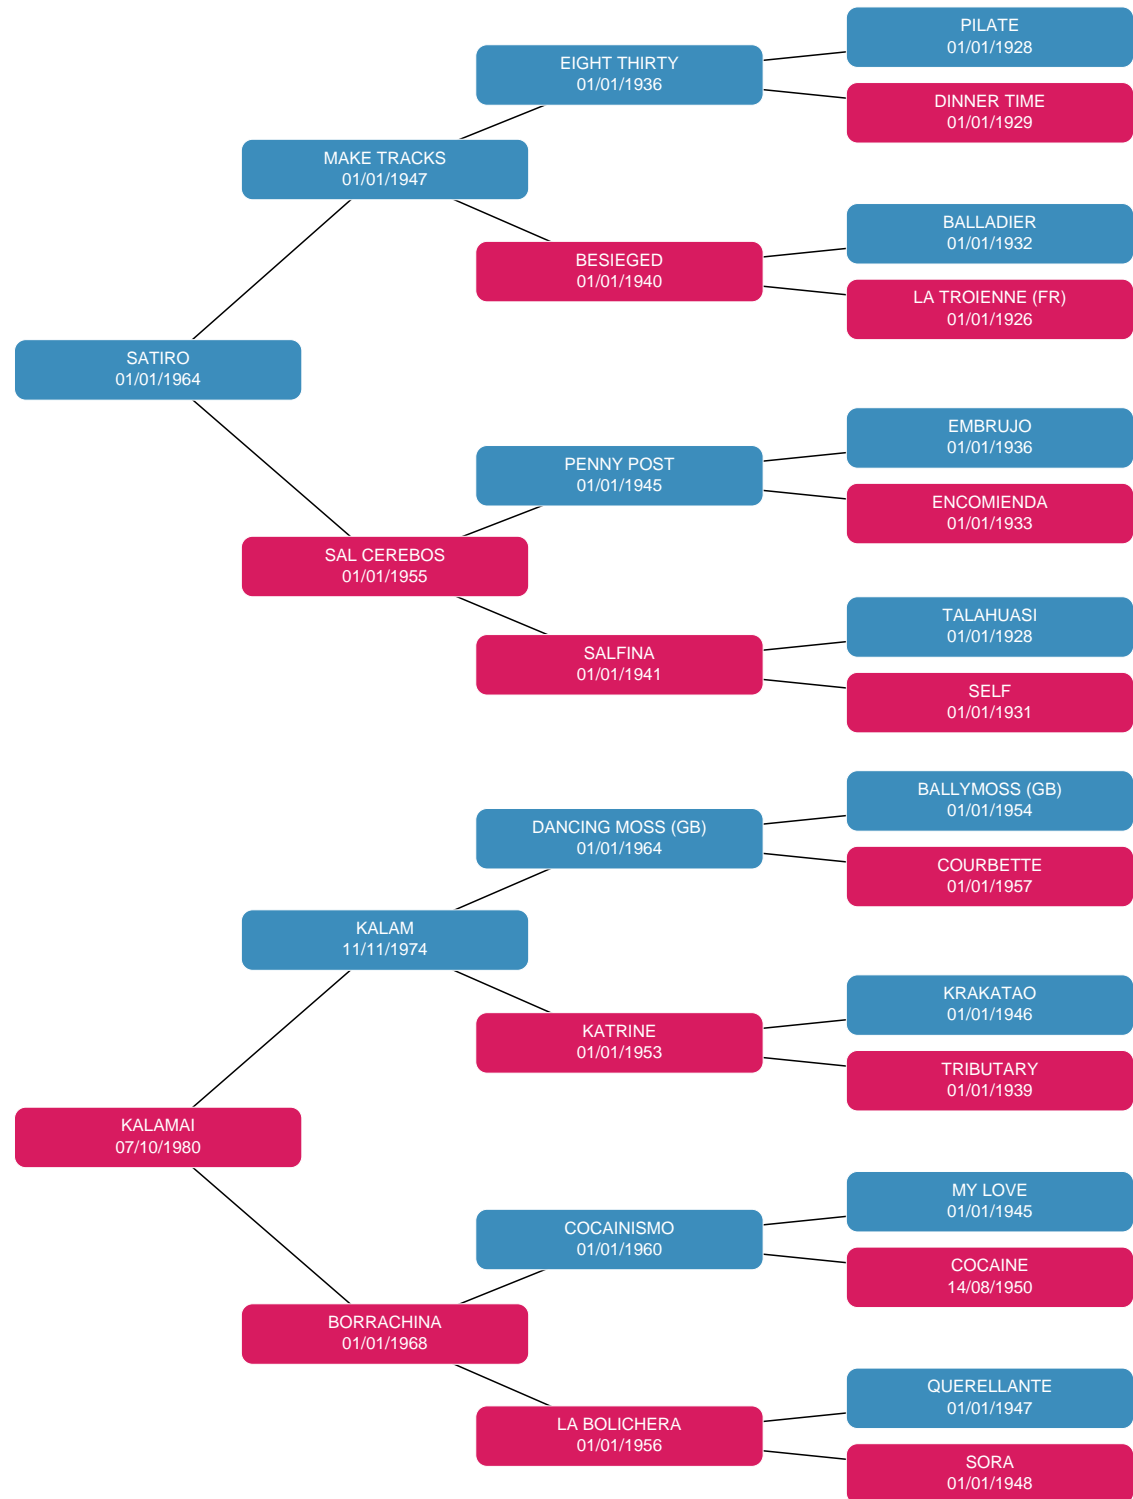 PILATE
01/01/1928
EIGHT THIRTY
01/01/1936
DINNER TIME
01/01/1929
MAKE TRACKS
01/01/1947
BALLADIER
01/01/1932
BESIEGED
01/01/1940
LA TROIENNE (FR)
01/01/1926
SATIRO
01/01/1964
EMBRUJO
01/01/1936
PENNY POST
01/01/1945
ENCOMIENDA
01/01/1933
SAL CEREBOS
01/01/1955
TALAHUASI
01/01/1928
SALFINA
01/01/1941
SELF
01/01/1931
BALLYMOSS (GB)
01/01/1954
DANCING MOSS (GB)
01/01/1964
COURBETTE
01/01/1957
KALAM
11/11/1974
KRAKATAO
01/01/1946
KATRINE
01/01/1953
TRIBUTARY
01/01/1939
KALAMAI
07/10/1980
MY LOVE
01/01/1945
COCAINISMO
01/01/1960
COCAINE
14/08/1950
BORRACHINA
01/01/1968
QUERELLANTE
01/01/1947
LA BOLICHERA
01/01/1956
SORA
01/01/1948